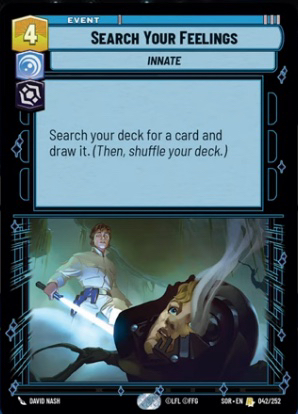 EVENT
4
SEARCH YOUR FEELINGS
INNATE
Search your deck for a card and
draw it. (Then, shuffle your deck.)
DAVID NASH
©LFL ©FFG
SOR • EN
042/252